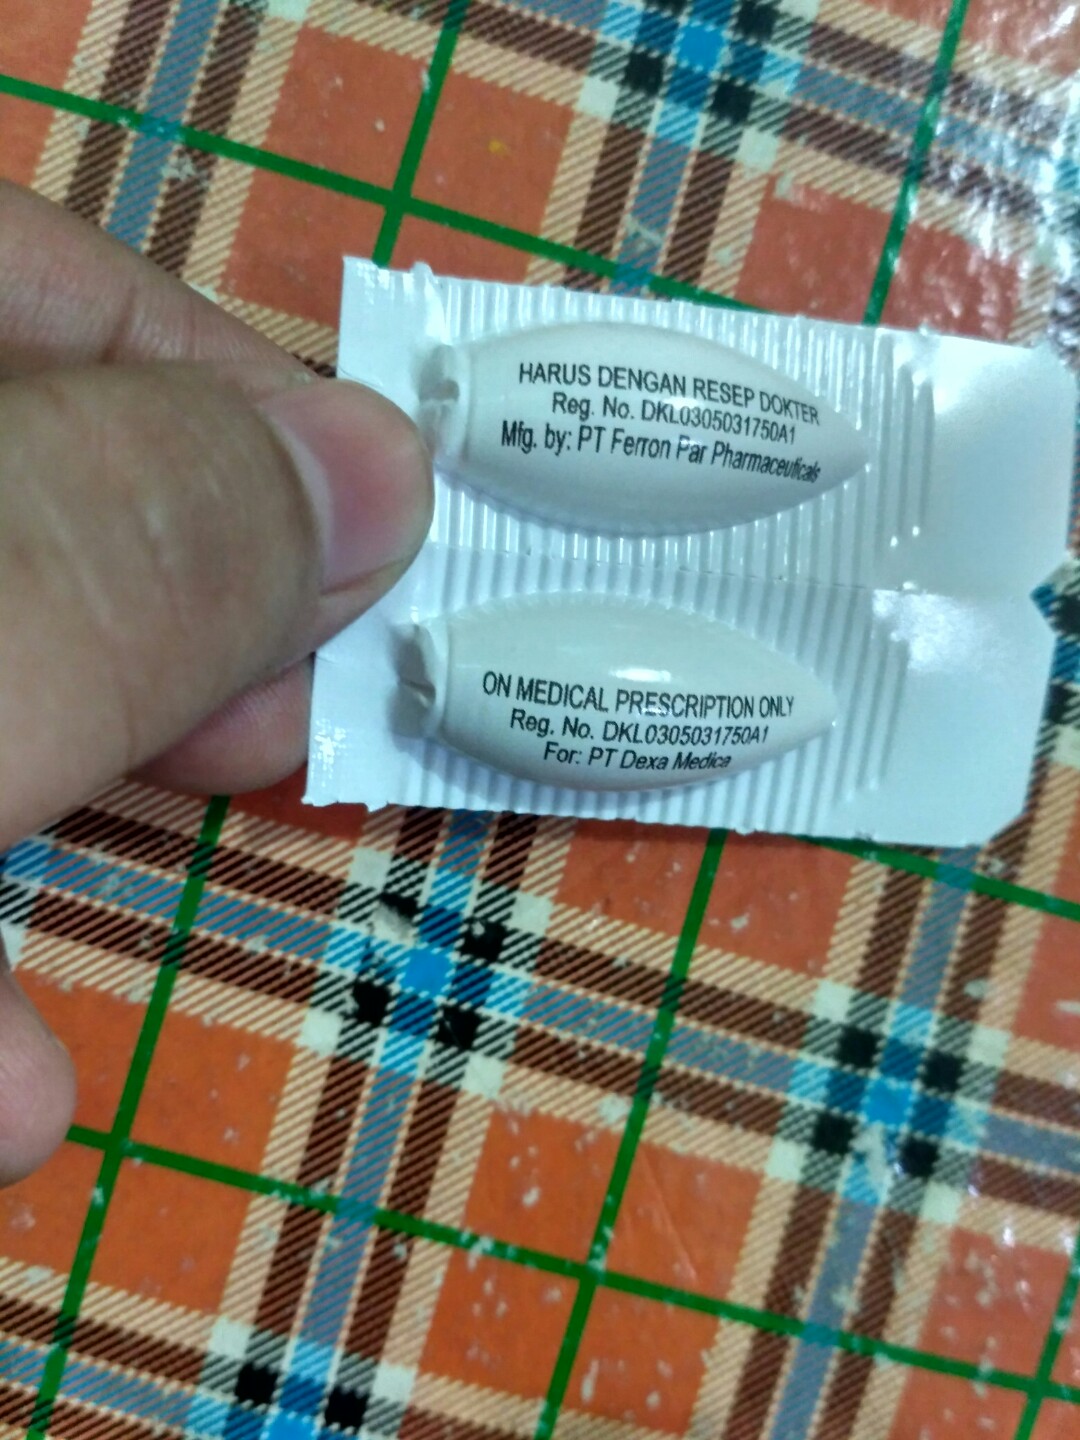 HARUS DENGAN RESEP DOKTER
Reg. No. DKL0305031750A1
Mfg. by: PT Ferron Par Pharmaceuticals
ON MEDICAL PRESCRIPTION ONLY
Reg. No. DKL0305031750A1
For: PT Dexa Medica